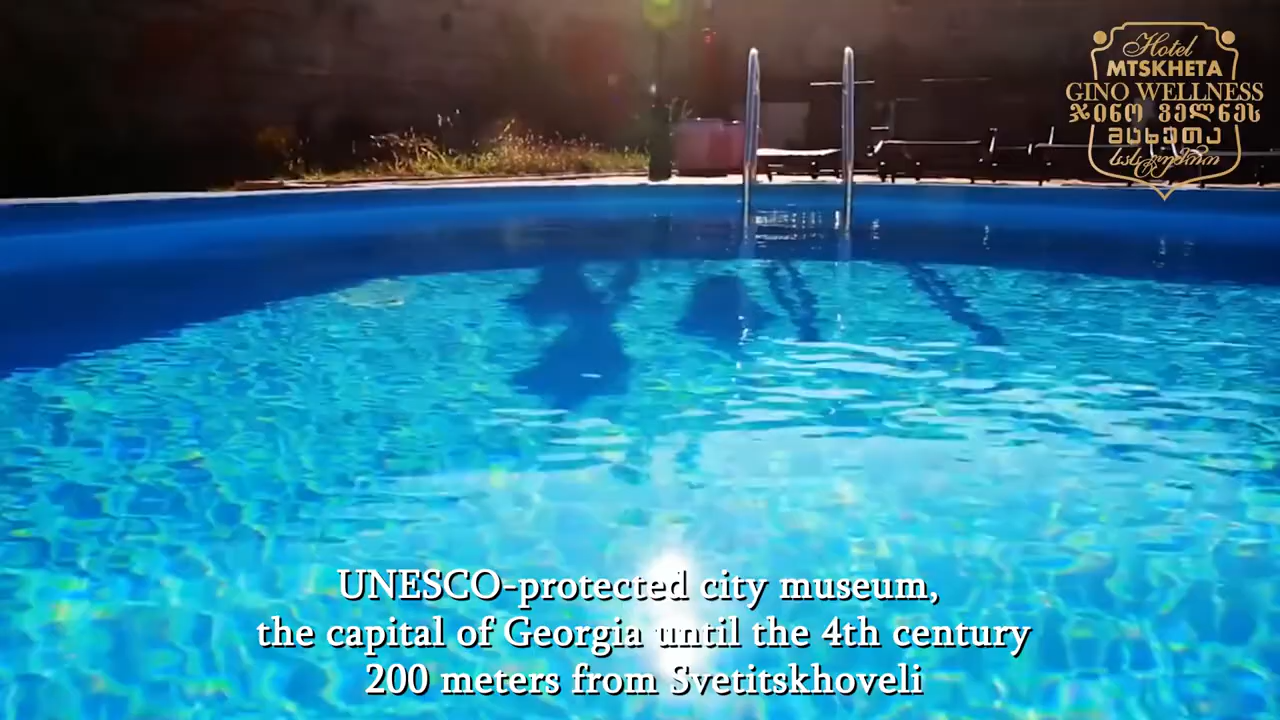 Hotel
MTSKHETA
GINO WELLNESS
ჯინო ველნეს
მცხეთა
სასტუმრო
UNESCO-protected city museum,
the capital of Georgia until the 4th century
200 meters from Svetitskhoveli